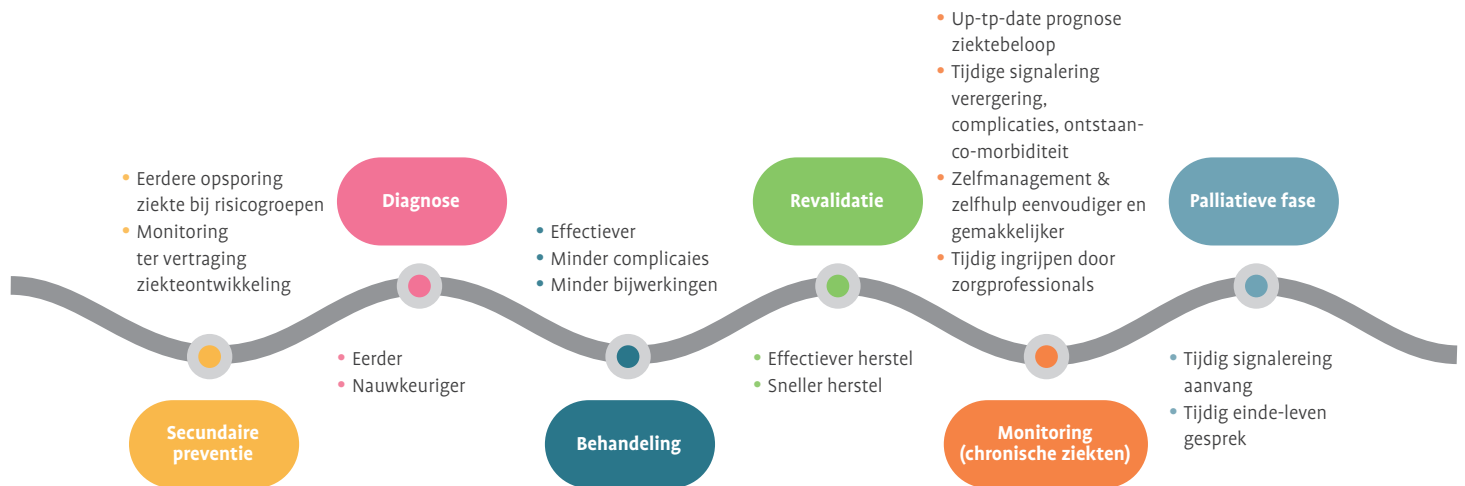 • Eerdere opsporing
ziekte bij risicogroepen
• Monitoring
ter vertraging
ziekteontwikkeling
Secundaire
preventie
Diagnose
• Eerder
• Nauwkeuriger
• Effectiever
• Minder complicaies
• Minder bijwerkingen
Behandeling
Revalidatie
• Effectiever herstel
• Sneller herstel
• Up-tp-date prognose
ziektebeloop
• Tijdige signalering
verergering,
complicaties, ontstaan-
co-morbiditeit
• Zelfmanagement &
zelfhulp eenvoudiger en
gemakkelijker
• Tijdig ingrijpen door
zorgprofessionals
Monitoring
(chronische ziekten)
Palliatieve fase
• Tijdig signalereing
aanvang
• Tijdig einde-leven
gesprek